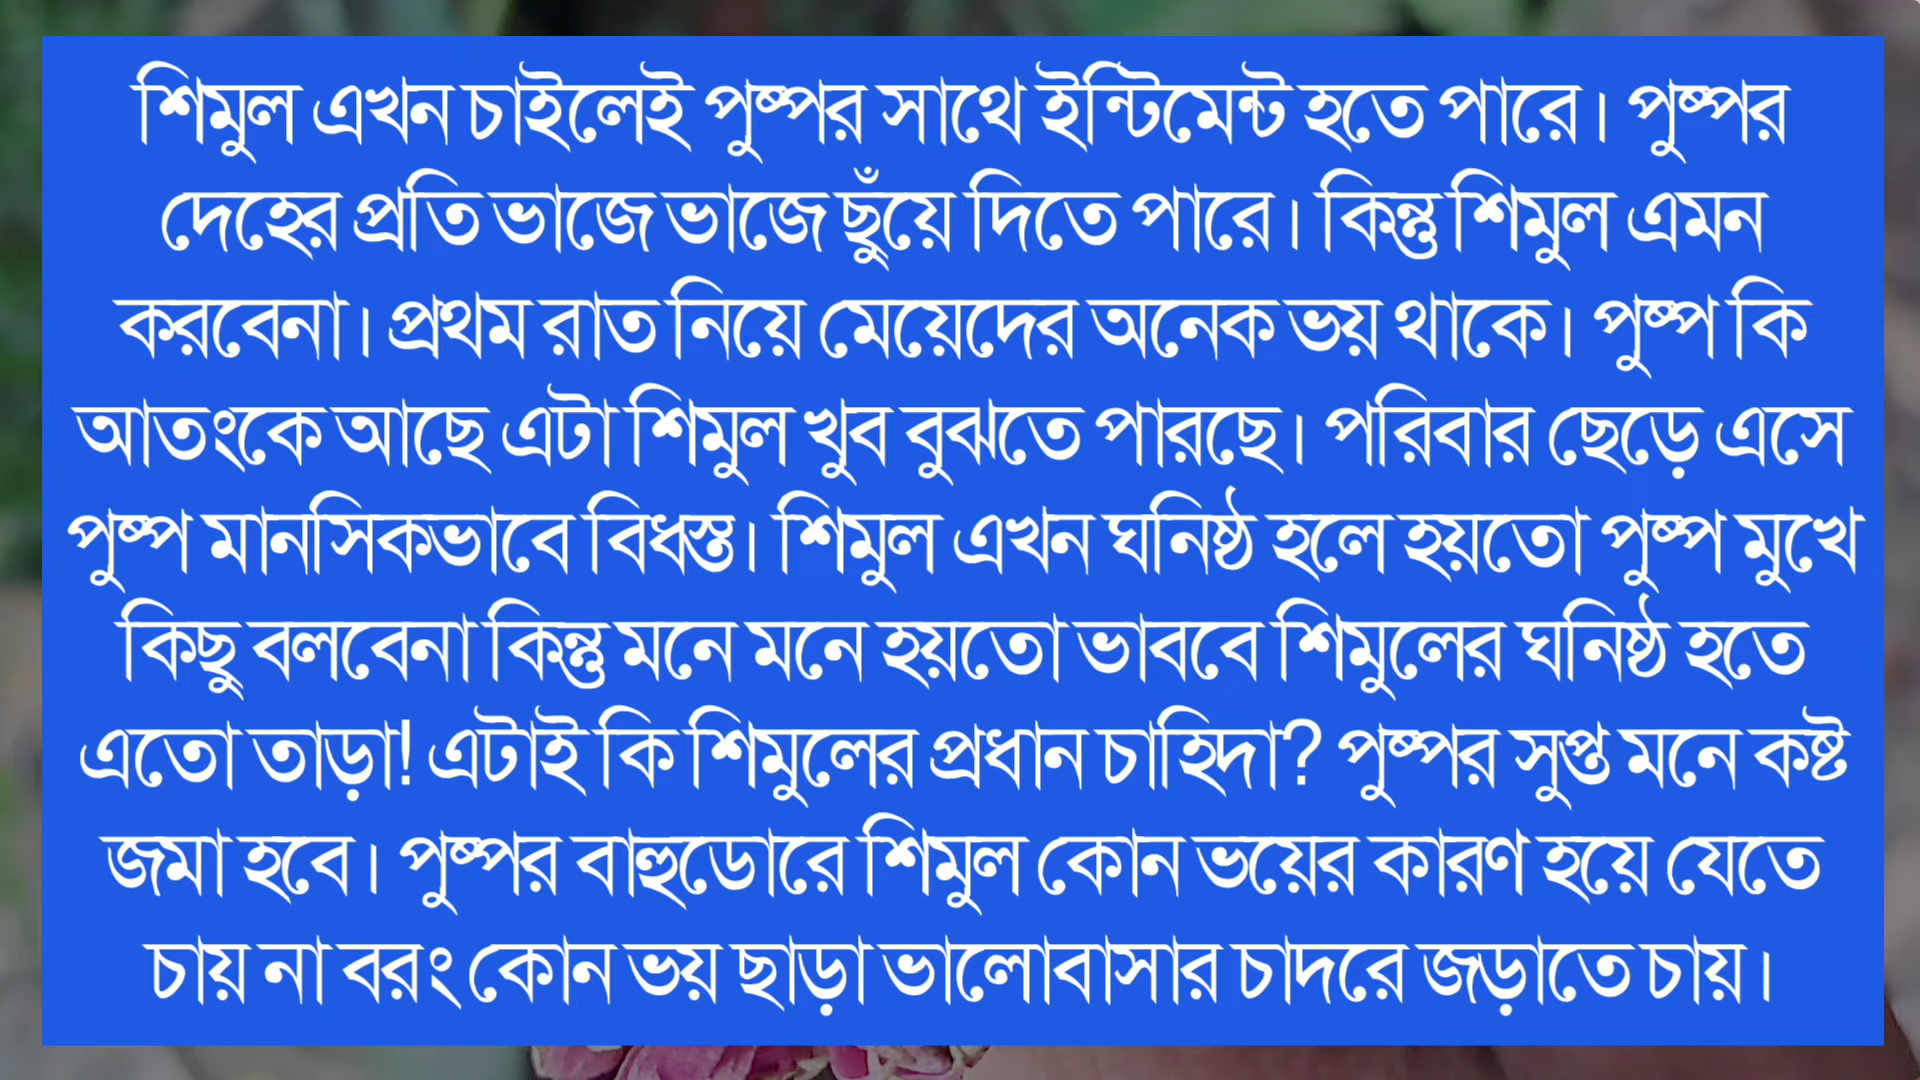 শিমুল এখন চাইলেই পুষ্পর সাথে ইন্টিমেন্ট হতে পারে। পুষ্পর
দেহের প্রতি ভাজে ভাজে ছুঁয়ে দিতে পারে। কিন্তু শিমুল এমন
করবেনা। প্রথম রাত নিয়ে মেয়েদের অনেক ভয় থাকে। পুষ্প কি
আতংকে আছে এটা শিমুল খুব বুঝতে পারছে। পরিবার ছেড়ে এসে
পুষ্প মানসিকভাবে বিধস্ত। শিমুল এখন ঘনিষ্ঠ হলে হয়তো পুষ্প মুখে
কিছু বলবেনা কিন্তু মনে মনে হয়তো ভাববে শিমুলের ঘনিষ্ঠ হতে
এতো তাড়া! এটাই কি শিমুলের প্রধান চাহিদা? পুষ্পর সুপ্ত মনে কষ্ট
জমা হবে। পুষ্পর বাহুডোরে শিমুল কোন ভয়ের কারণ হয়ে যেতে
চায় না বরং কোন ভয় ছাড়া ভালোবাসার চাদরে জড়াতে চায়।